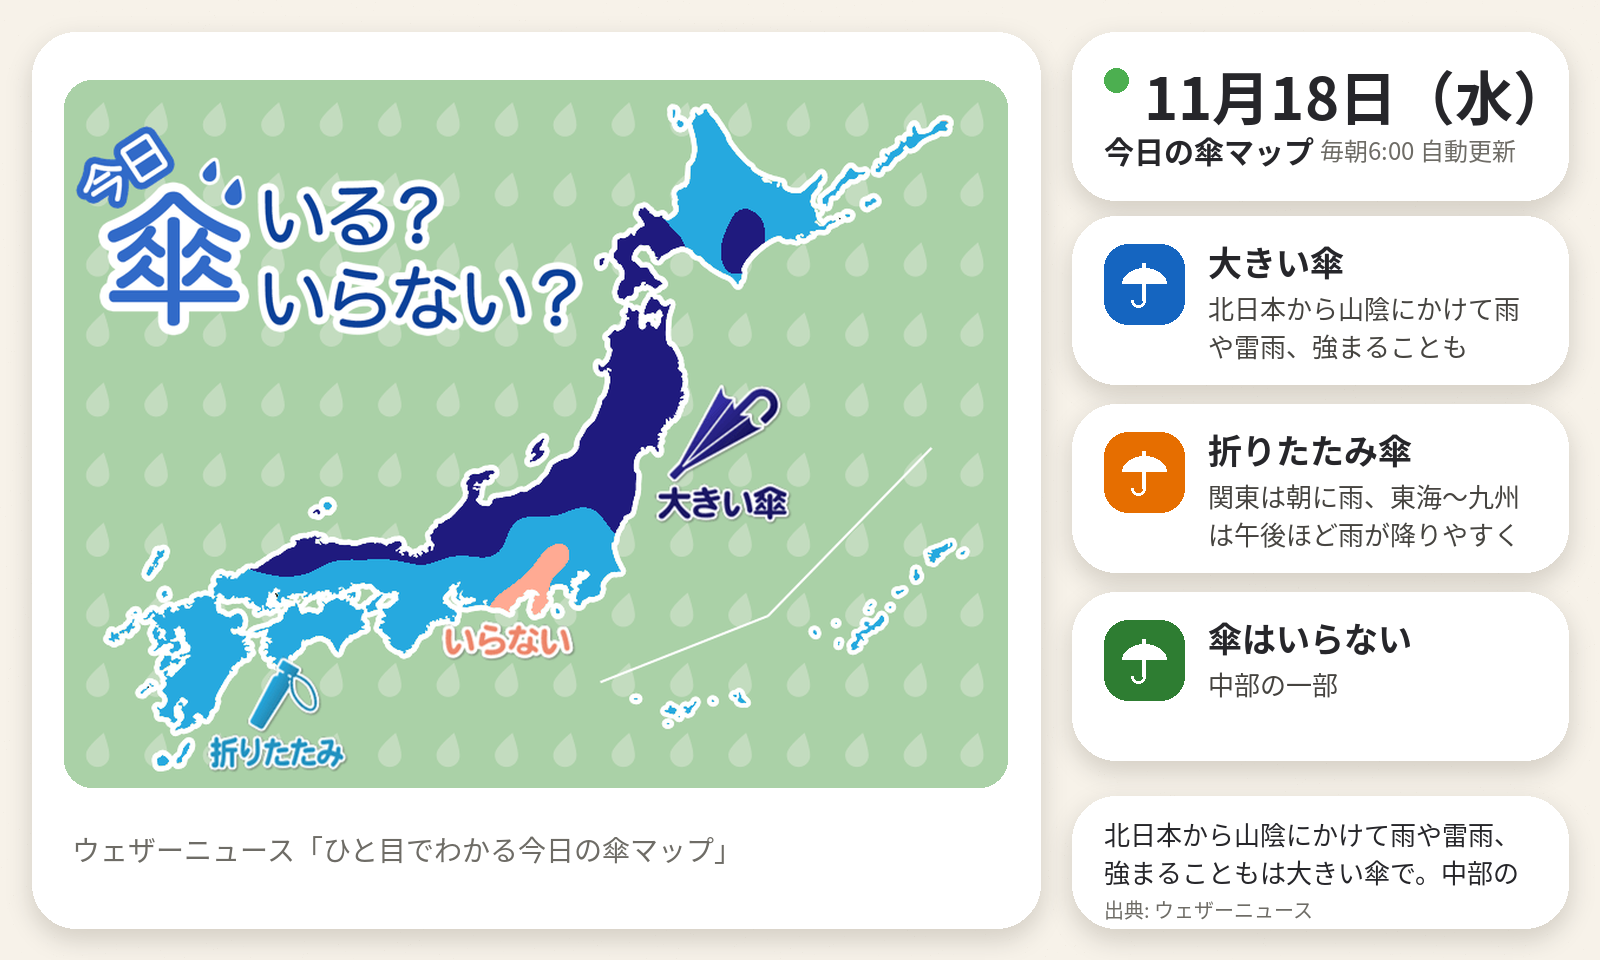 今日
傘
いる?
いらない?
大きい傘
いらない
折りたたみ
ウェザーニュース「ひと目でわかる今日の傘マップ」
11月18日（水）
今日の傘マップ 毎朝6:00 自動更新
大きい傘
北日本から山陰にかけて雨
や雷雨、強まることも
折りたたみ傘
関東は朝に雨、東海〜九州
は午後ほど雨が降りやすく
傘はいらない
中部の一部
北日本から山陰にかけて雨や雷雨、
強まることもは大きい傘で。中部の
出典: ウェザーニュース